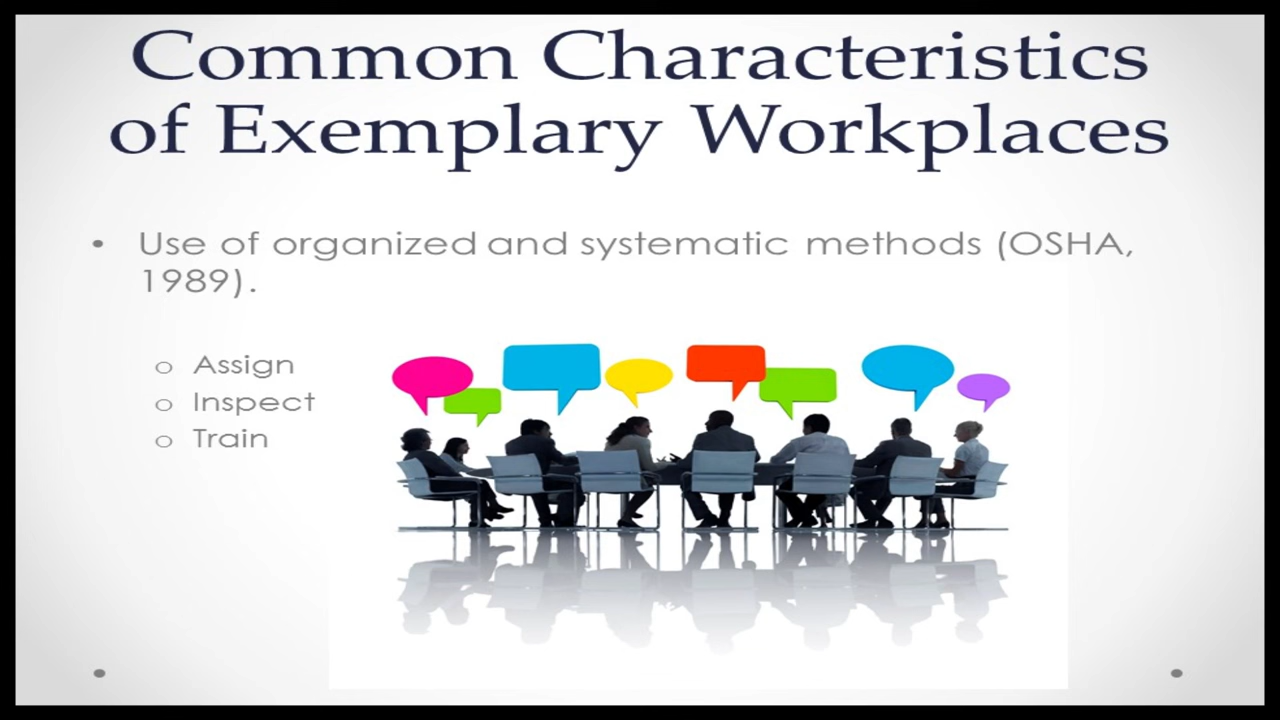 Common Characteristics
of Exemplary Workplaces
• Use of organized and systematic methods (OSHA,
1989).
o Assign
o Inspect
o Train